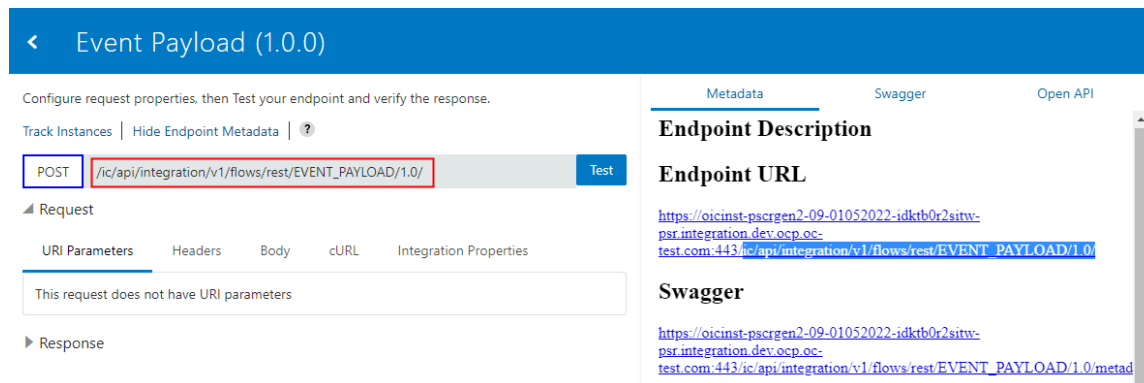 Event Payload (1.0.0)
Configure request properties, then Test your endpoint and verify the response.
Track Instances | Hide Endpoint Metadata | ?
POST /ic/api/integration/v1/flows/rest/EVENT_PAYLOAD/1.0/ Test
Request
URI Parameters Headers Body cURL Integration Properties
This request does not have URI parameters
Response
Metadata Swagger Open API
Endpoint Description
Endpoint URL
https://oicinst-pscrgen2-09-01052022-idktb0r2sitw-
psr.integration.dev.ocp.oc-
test.com:443/ic/api/integration/v1/flows/rest/EVENT_PAYLOAD/1.0/
Swagger
https://oicinst-pscrgen2-09-01052022-idktb0r2sitw-
psr.integration.dev.ocp.oc-
test.com:443/ic/api/integration/v1/flows/rest/EVENT_PAYLOAD/1.0/metad